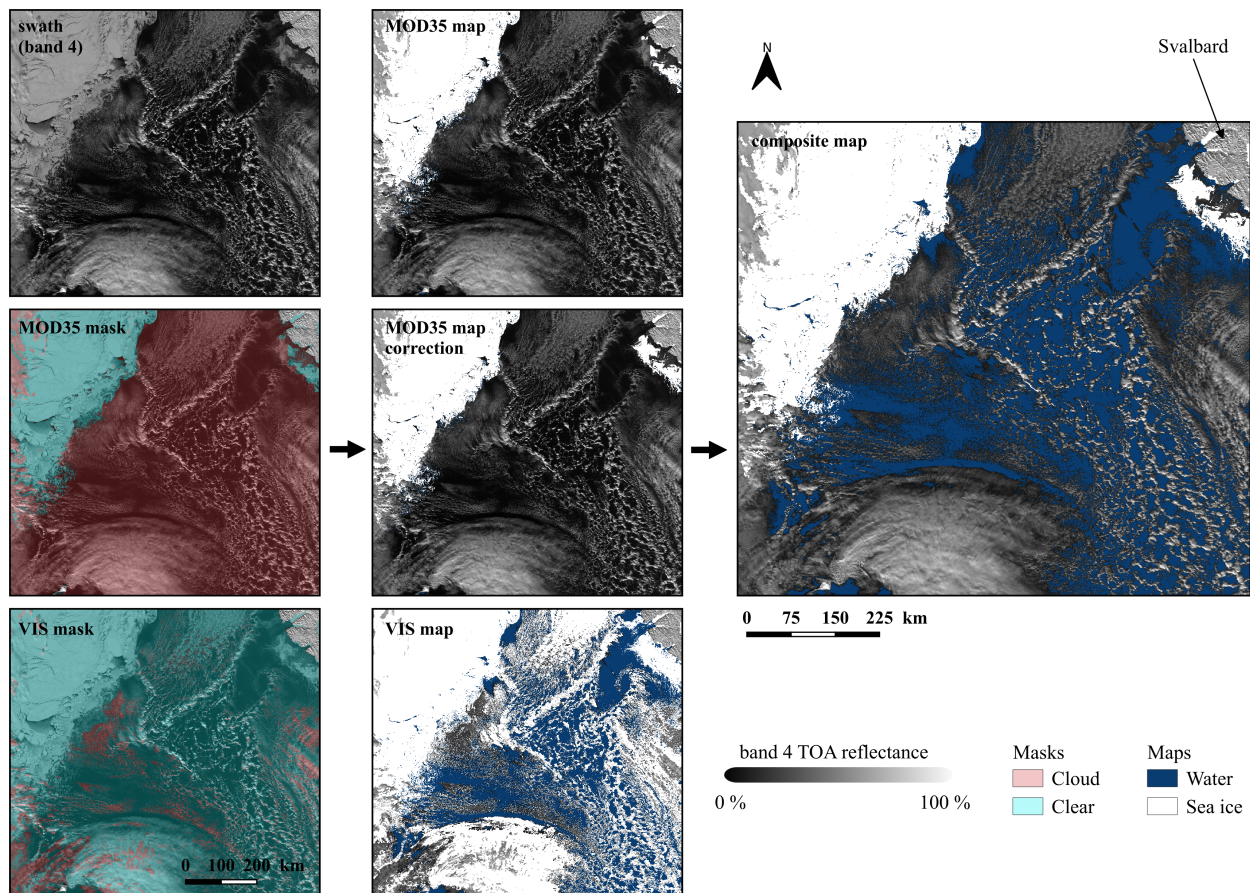 swath
(band 4)
MOD35 map
N
Svalbard
composite map
MOD35 mask
MOD35 map
correction
0 75 150 225 km
VIS mask
0 100 200 km
VIS map
band 4 TOA reflectance
0 % 100 %
Masks
Cloud
Clear
Maps
Water
Sea ice